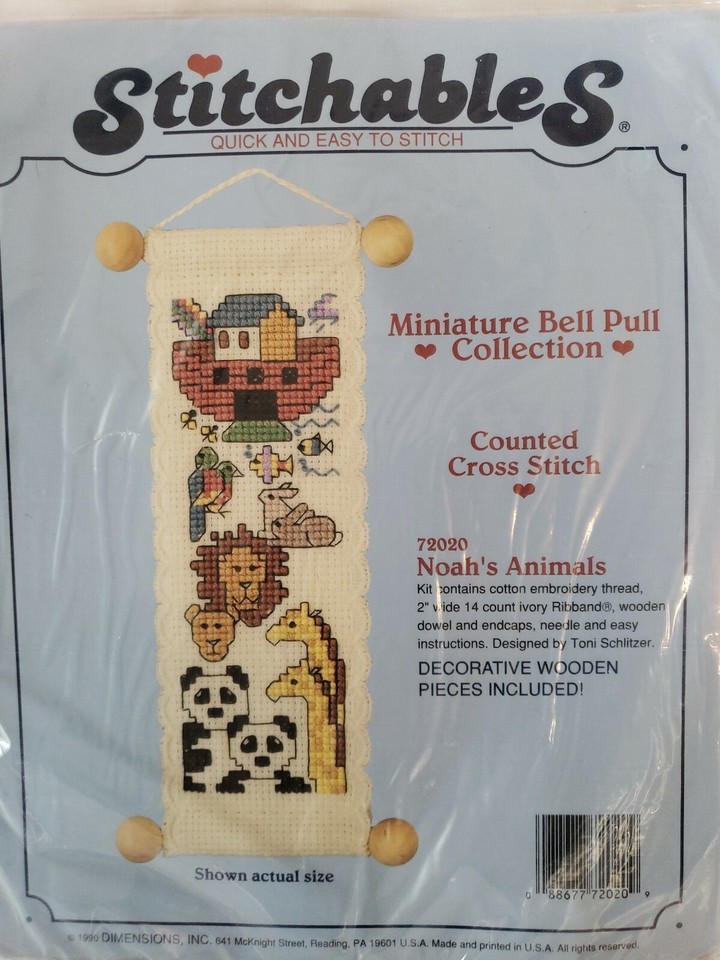 StitchableS®
QUICK AND EASY TO STITCH
Miniature Bell Pull
Collection
Counted
Cross Stitch
72020
Noah's Animals
Kit contains cotton embroidery thread,
2" wide 14 count ivory Ribband®, wooden
dowel and endcaps, needle and easy
instructions. Designed by Toni Schlitzer.
DECORATIVE WOODEN
PIECES INCLUDED!
Shown actual size
0 88677 72020 9
© 1990 DIMENSIONS, INC. 641 McKnight Street, Reading, PA 19601 U.S.A. Made and printed in U.S.A. All rights reserved.